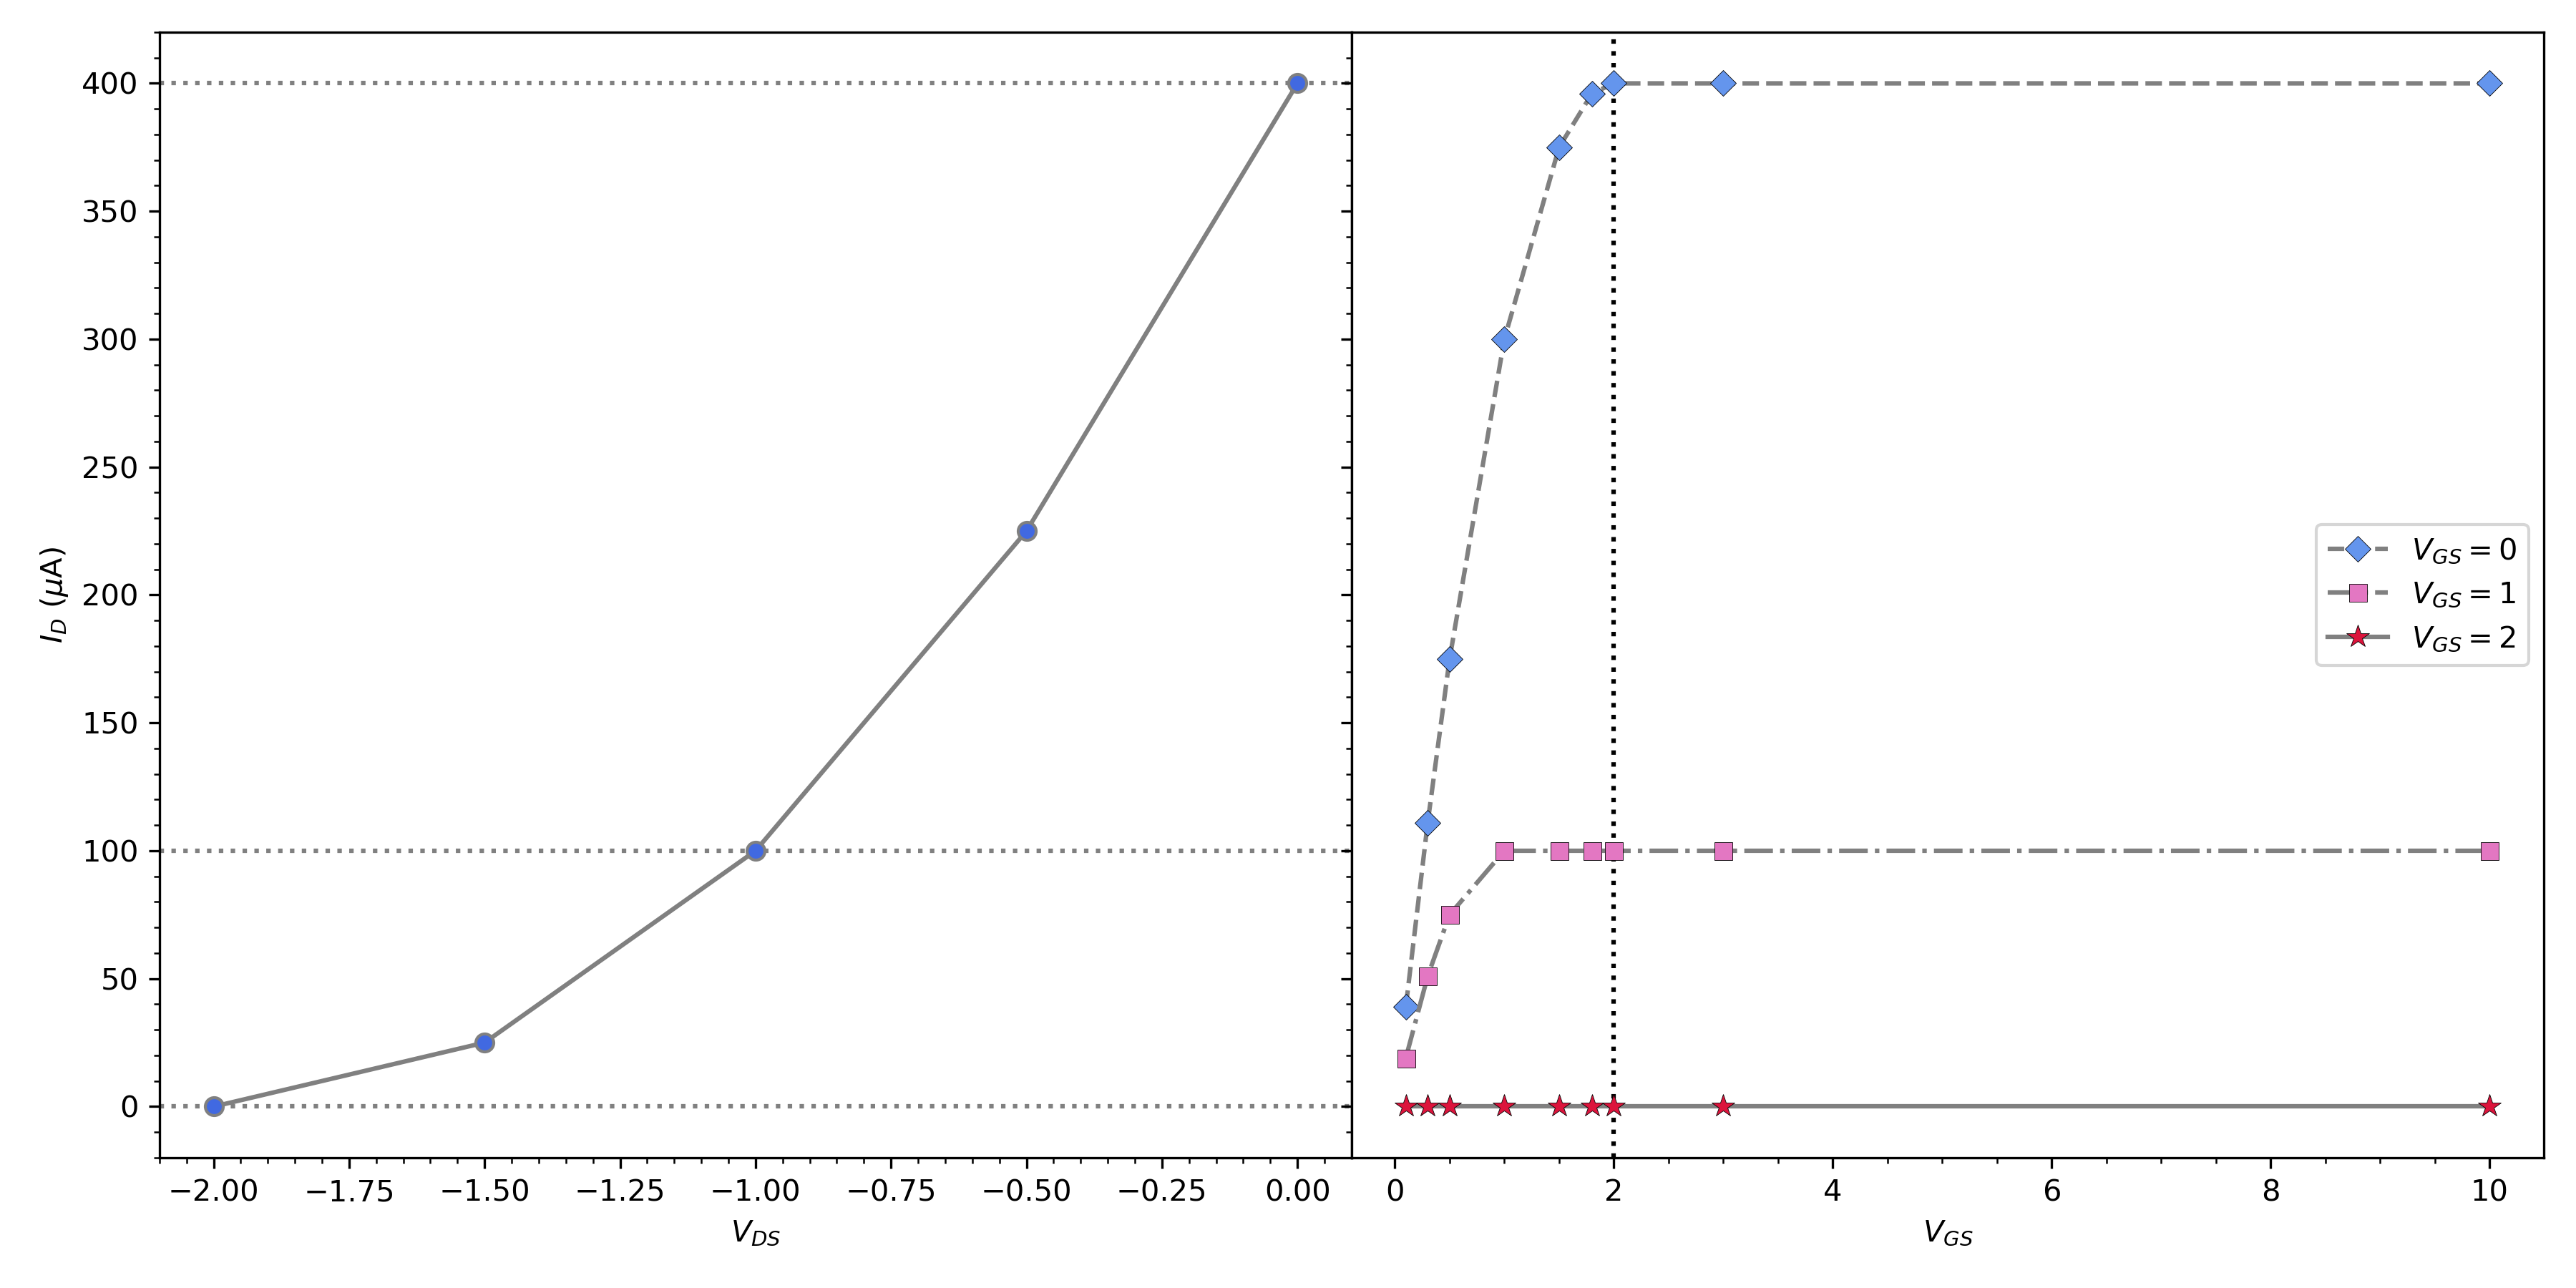 400
350
300
250
200
150
100
50
0
I_D (μA)
−2.00 −1.75 −1.50 −1.25 −1.00 −0.75 −0.50 −0.25 0.00
V_DS
0 2 4 6 8 10
V_GS
V_GS = 0
V_GS = 1
V_GS = 2